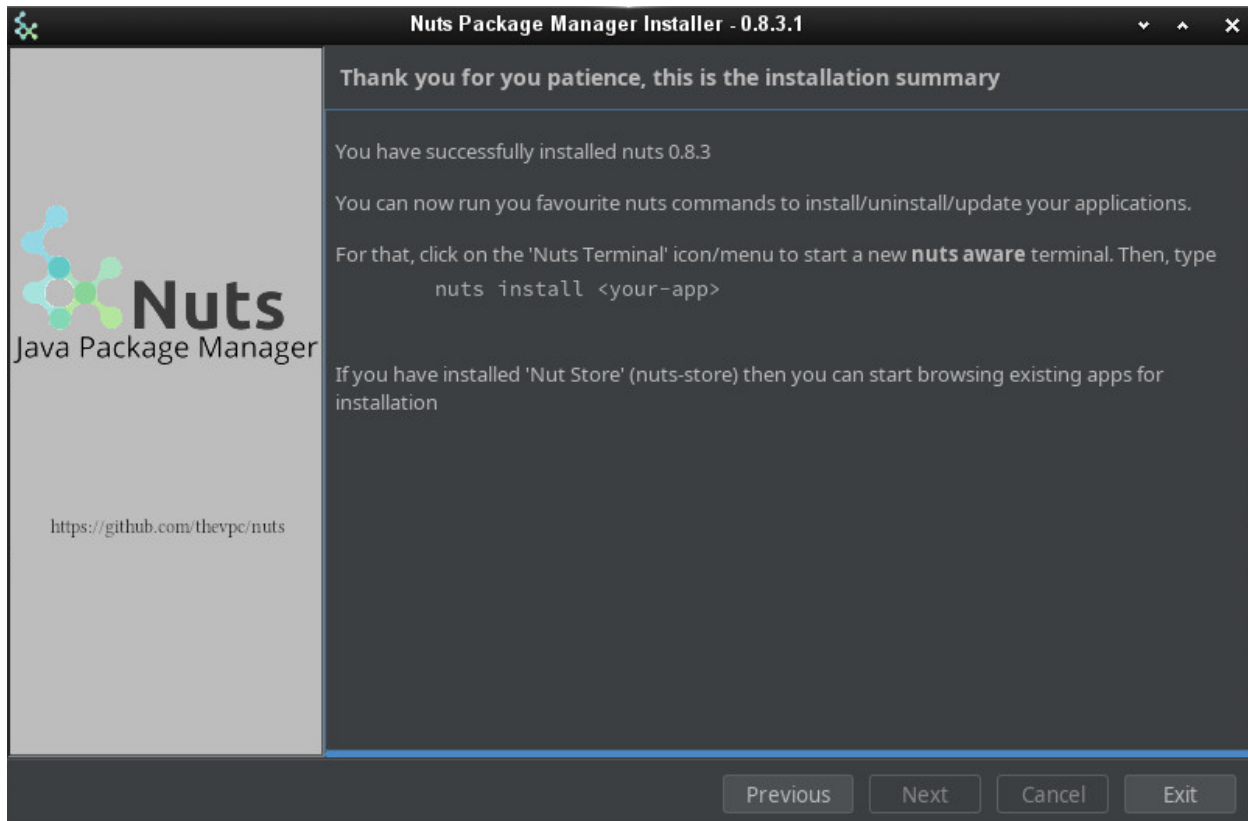 Nuts Package Manager Installer - 0.8.3.1
Thank you for you patience, this is the installation summary
You have successfully installed nuts 0.8.3
You can now run you favourite nuts commands to install/uninstall/update your applications.
For that, click on the 'Nuts Terminal' icon/menu to start a new nuts aware terminal. Then, type
nuts install <your-app>
If you have installed 'Nut Store' (nuts-store) then you can start browsing existing apps for
installation
Nuts
Java Package Manager
https://github.com/thevpc/nuts
Previous Next Cancel Exit